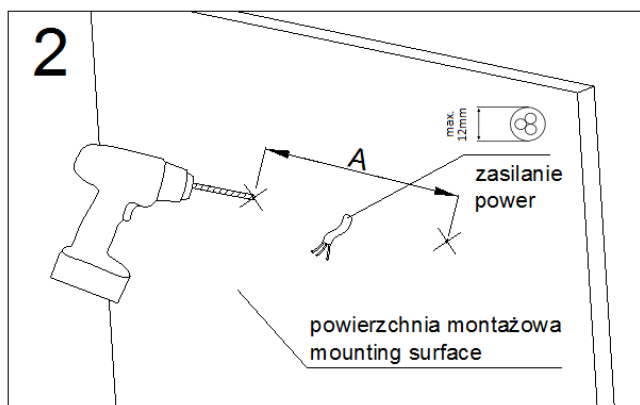 2
max.
12mm
A
zasilanie
power
powierzchnia montażowa
mounting surface